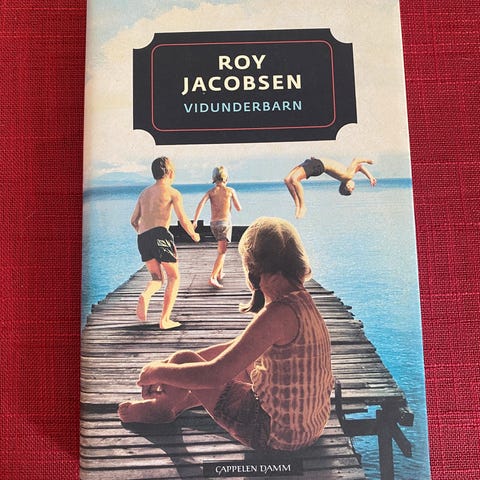 ROY
JACOBSEN
VIDUNDERBARN
CAPPELEN DAMM